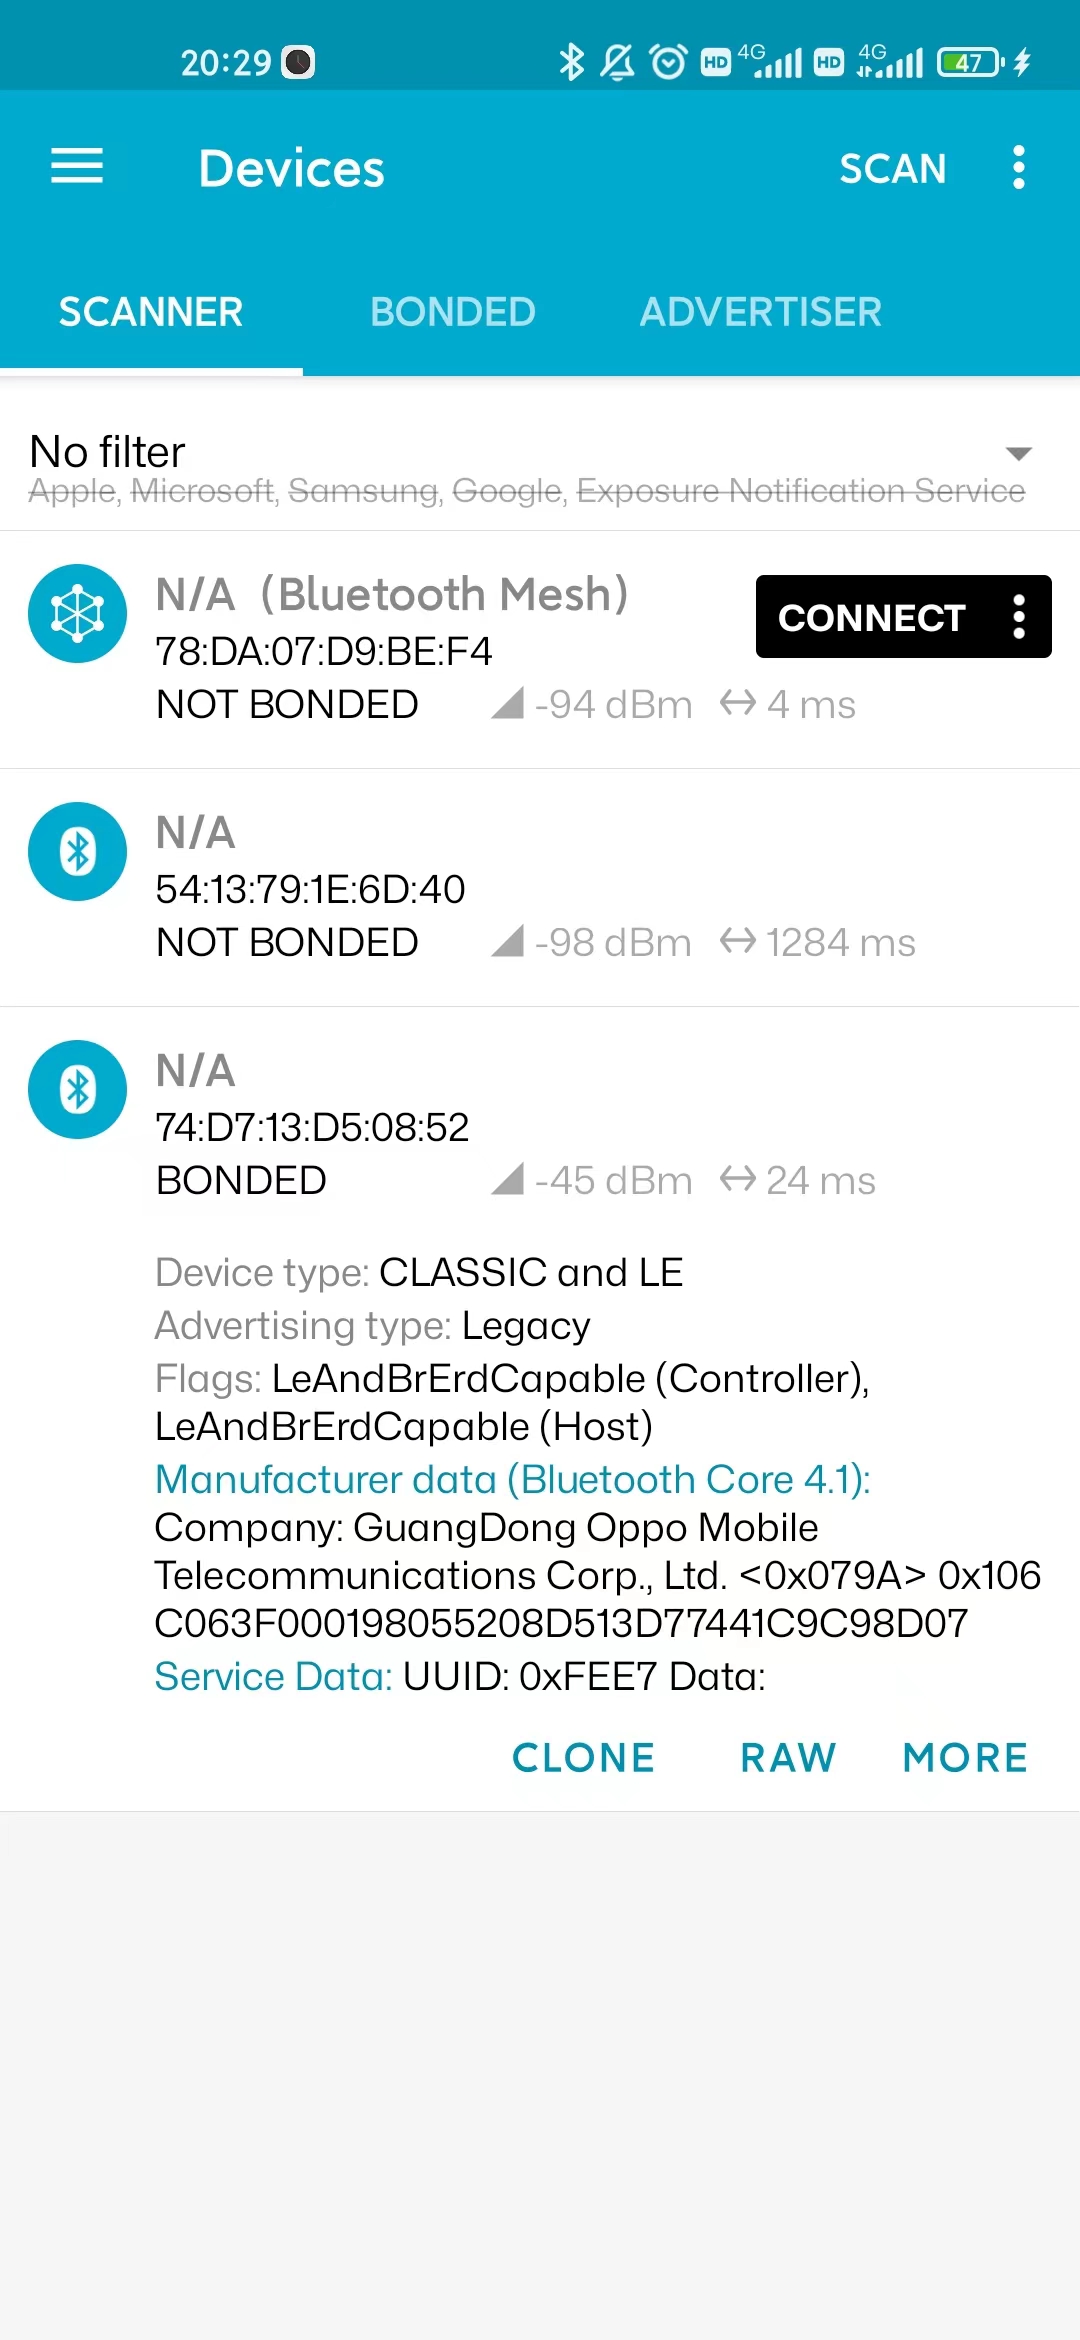 20:29 HD 4G HD 4G 47
Devices SCAN
SCANNER BONDED ADVERTISER
No filter
Apple, Microsoft, Samsung, Google, Exposure Notification Service
N/A (Bluetooth Mesh)
CONNECT
78:DA:07:D9:BE:F4
NOT BONDED -94 dBm ↔ 4 ms
N/A
54:13:79:1E:6D:40
NOT BONDED -98 dBm ↔ 1284 ms
N/A
74:D7:13:D5:08:52
BONDED -45 dBm ↔ 24 ms
Device type: CLASSIC and LE
Advertising type: Legacy
Flags: LeAndBrErdCapable (Controller),
LeAndBrErdCapable (Host)
Manufacturer data (Bluetooth Core 4.1):
Company: GuangDong Oppo Mobile
Telecommunications Corp., Ltd. <0x079A> 0x106
C063F000198055208D513D77441C9C98D07
Service Data: UUID: 0xFEE7 Data:
CLONE RAW MORE